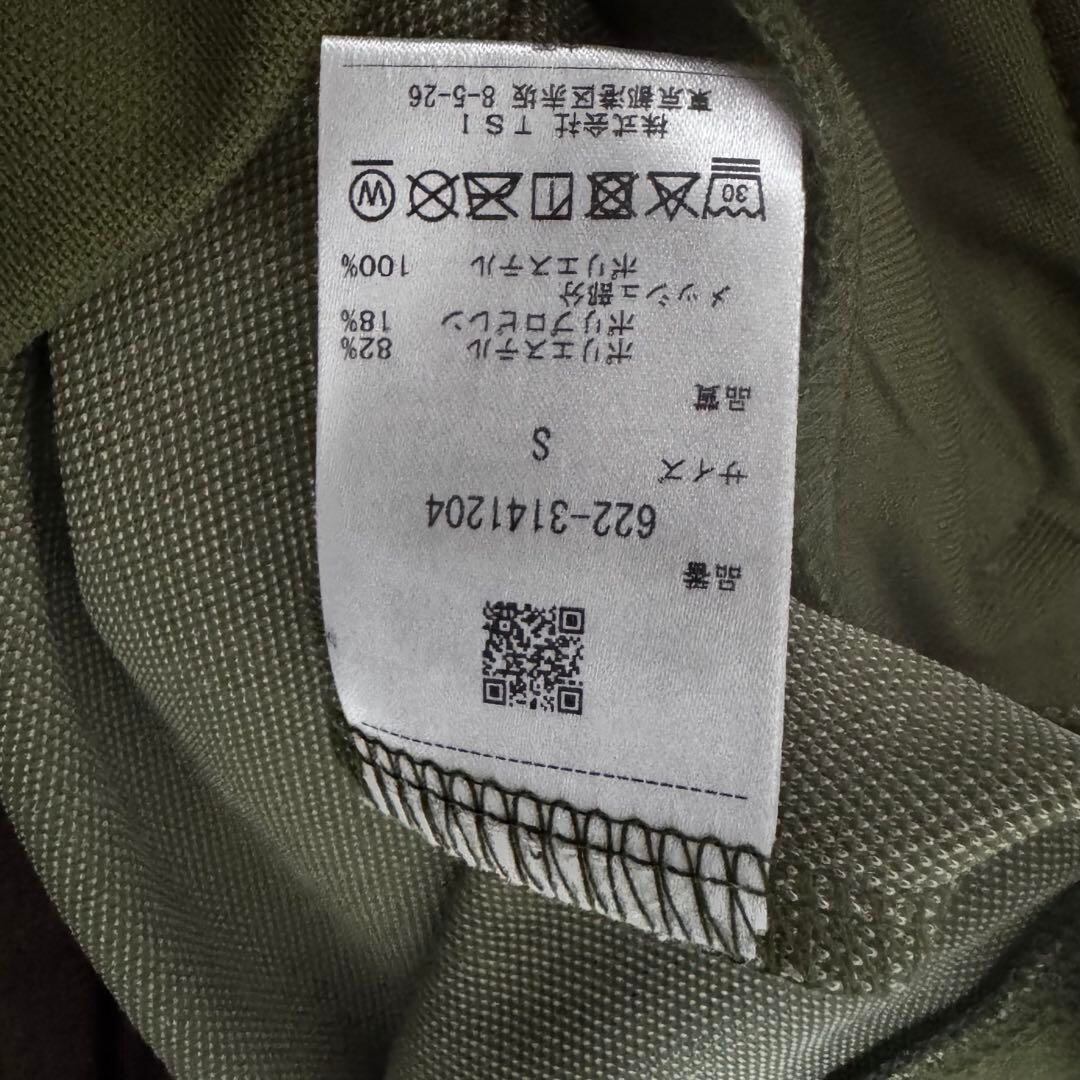 品番
622-3141204
サイズ
S
品質
ポリエステル 82%
ポリプロピレン 18%
メッシュ部分
ポリエステル 100%
30
W
株式会社 TSI
東京都港区赤坂 8-5-26